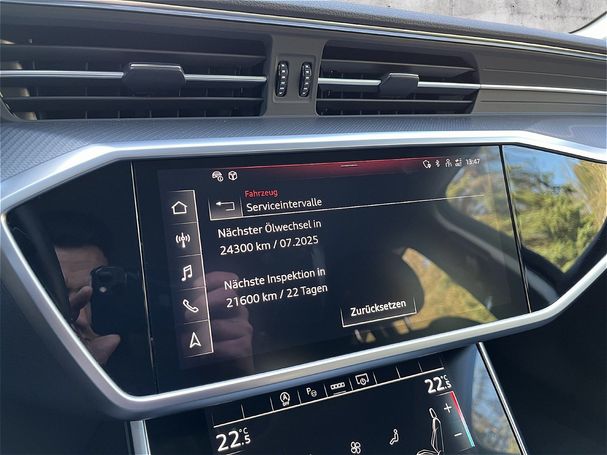 13:47
Fahrzeug
Serviceintervalle
Nächster Ölwechsel in
24300 km / 07.2025
Nächste Inspektion in
21600 km / 22 Tagen
Zurücksetzen
22°C.5
22°C.5